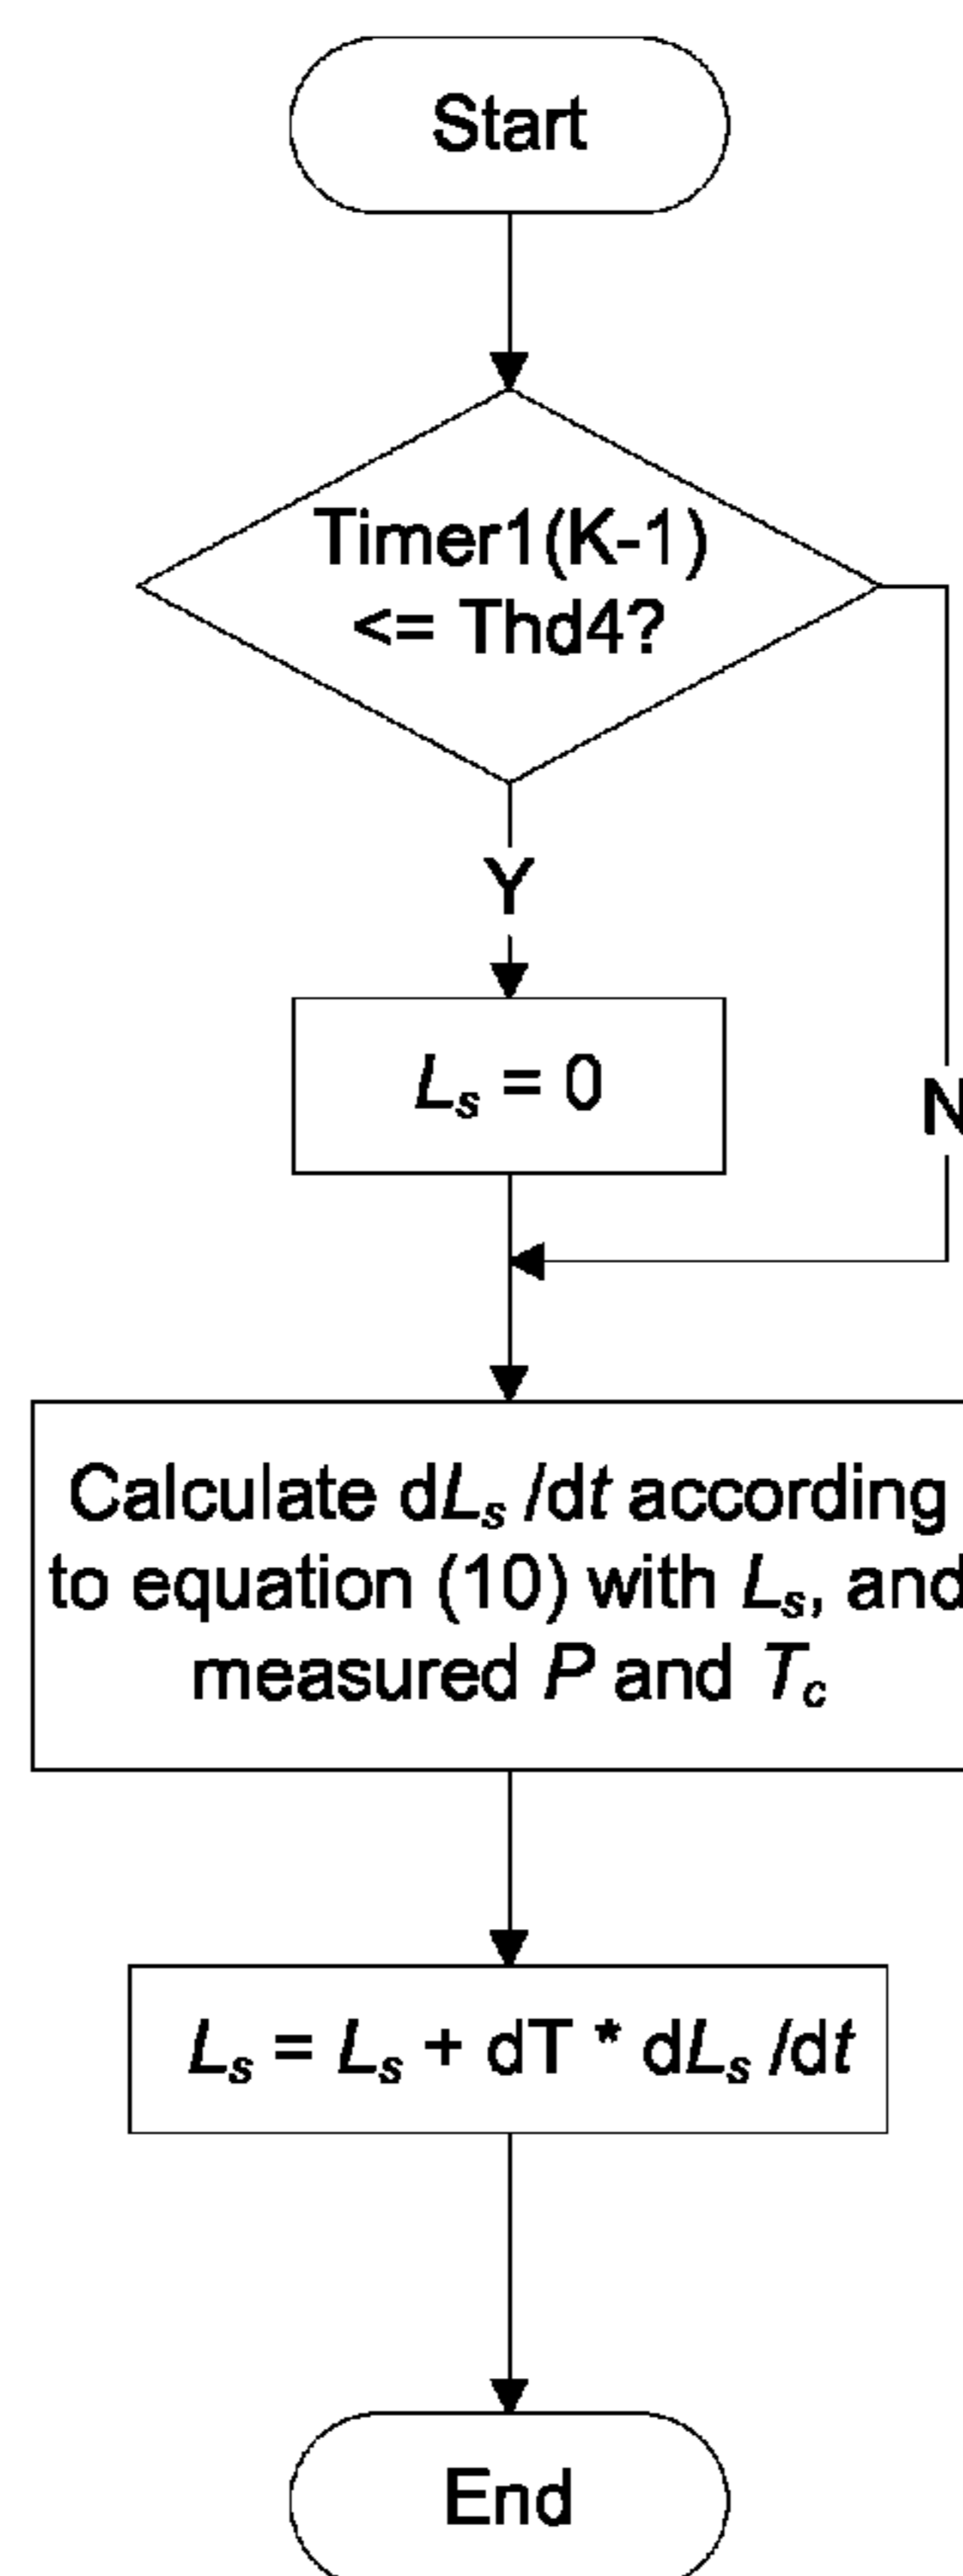 Start
Timer1(K-1)
<= Thd4?
Y
Lₛ = 0
N
Calculate dLₛ /dt according
to equation (10) with Lₛ, and
measured P and T꜀
Lₛ = Lₛ + dT * dLₛ /dt
End